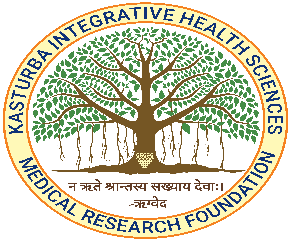 KASTURBA INTEGRATIVE HEALTH SCIENCES
न ऋते श्रान्तस्य सख्याय देवाः।
-ऋग्वेद
MEDICAL RESEARCH FOUNDATION